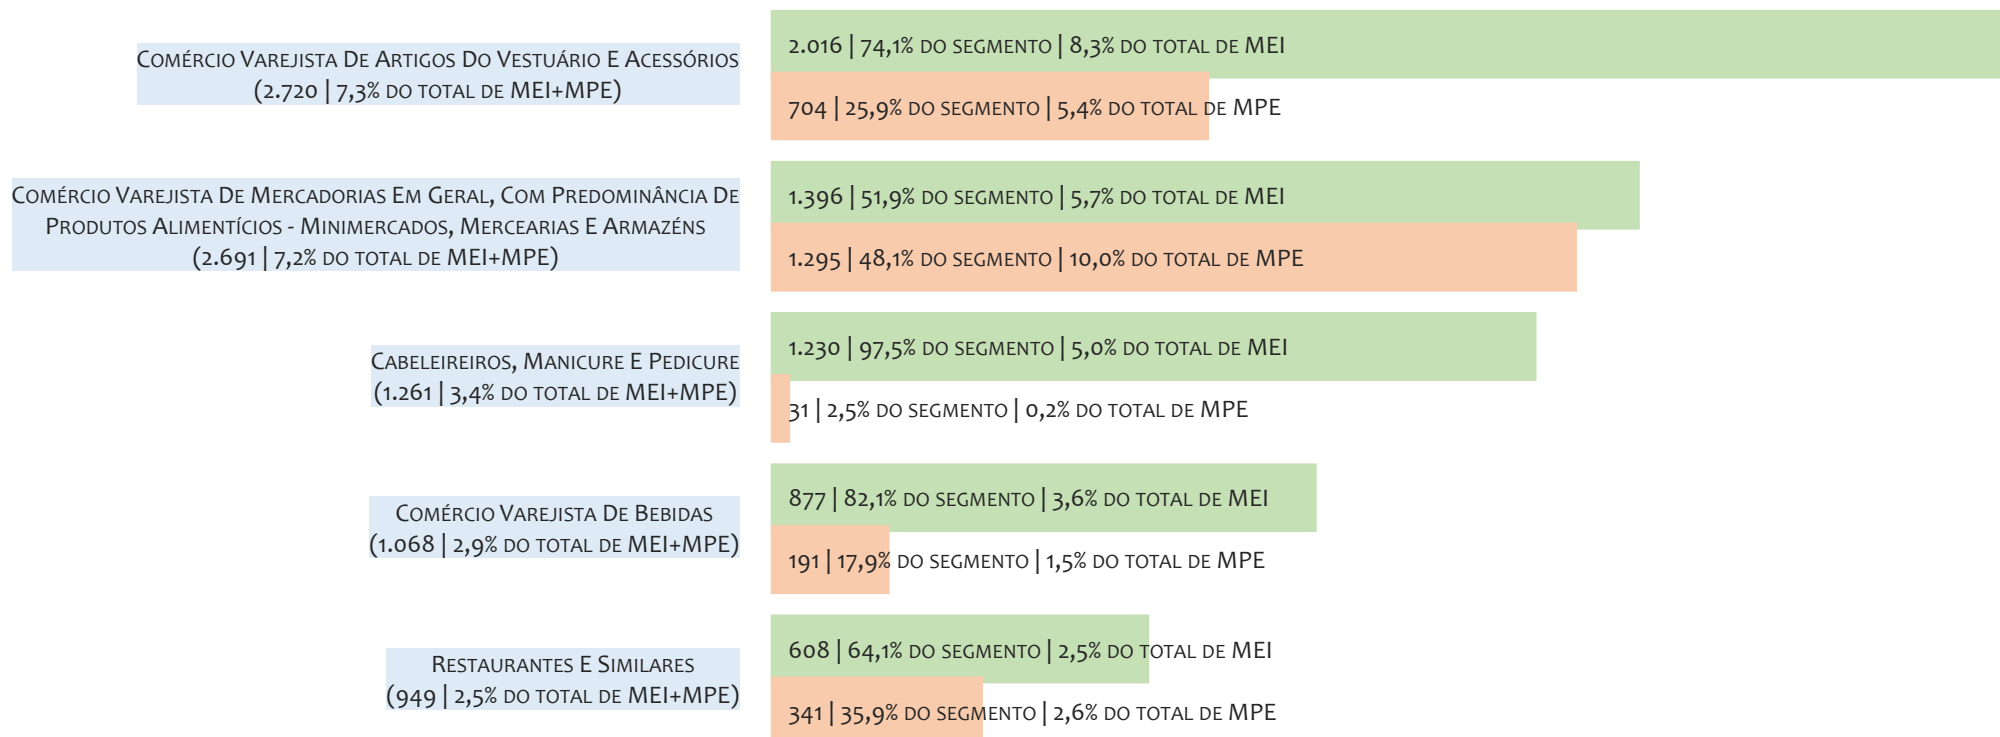 Comércio Varejista De Artigos Do Vestuário E Acessórios
(2.720 | 7,3% do total de MEI+MPE)
2.016 | 74,1% do segmento | 8,3% do total de MEI
704 | 25,9% do segmento | 5,4% do total de MPE
Comércio Varejista De Mercadorias Em Geral, Com Predominância De
Produtos Alimentícios - Minimercados, Mercearias E Armazéns
(2.691 | 7,2% do total de MEI+MPE)
1.396 | 51,9% do segmento | 5,7% do total de MEI
1.295 | 48,1% do segmento | 10,0% do total de MPE
Cabeleireiros, Manicure E Pedicure
(1.261 | 3,4% do total de MEI+MPE)
1.230 | 97,5% do segmento | 5,0% do total de MEI
31 | 2,5% do segmento | 0,2% do total de MPE
Comércio Varejista De Bebidas
(1.068 | 2,9% do total de MEI+MPE)
877 | 82,1% do segmento | 3,6% do total de MEI
191 | 17,9% do segmento | 1,5% do total de MPE
Restaurantes E Similares
(949 | 2,5% do total de MEI+MPE)
608 | 64,1% do segmento | 2,5% do total de MEI
341 | 35,9% do segmento | 2,6% do total de MPE